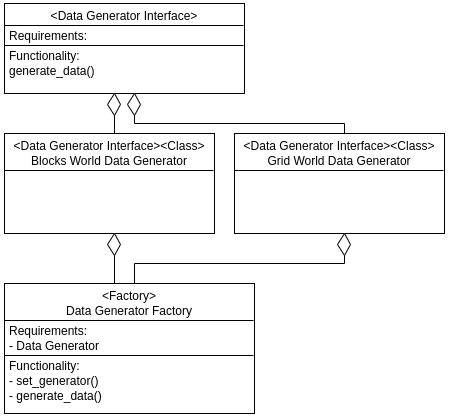 <Data Generator Interface>
Requirements:
Functionality:
generate_data()
<Data Generator Interface><Class>
Blocks World Data Generator
<Data Generator Interface><Class>
Grid World Data Generator
<Factory>
Data Generator Factory
Requirements:
- Data Generator
Functionality:
- set_generator()
- generate_data()